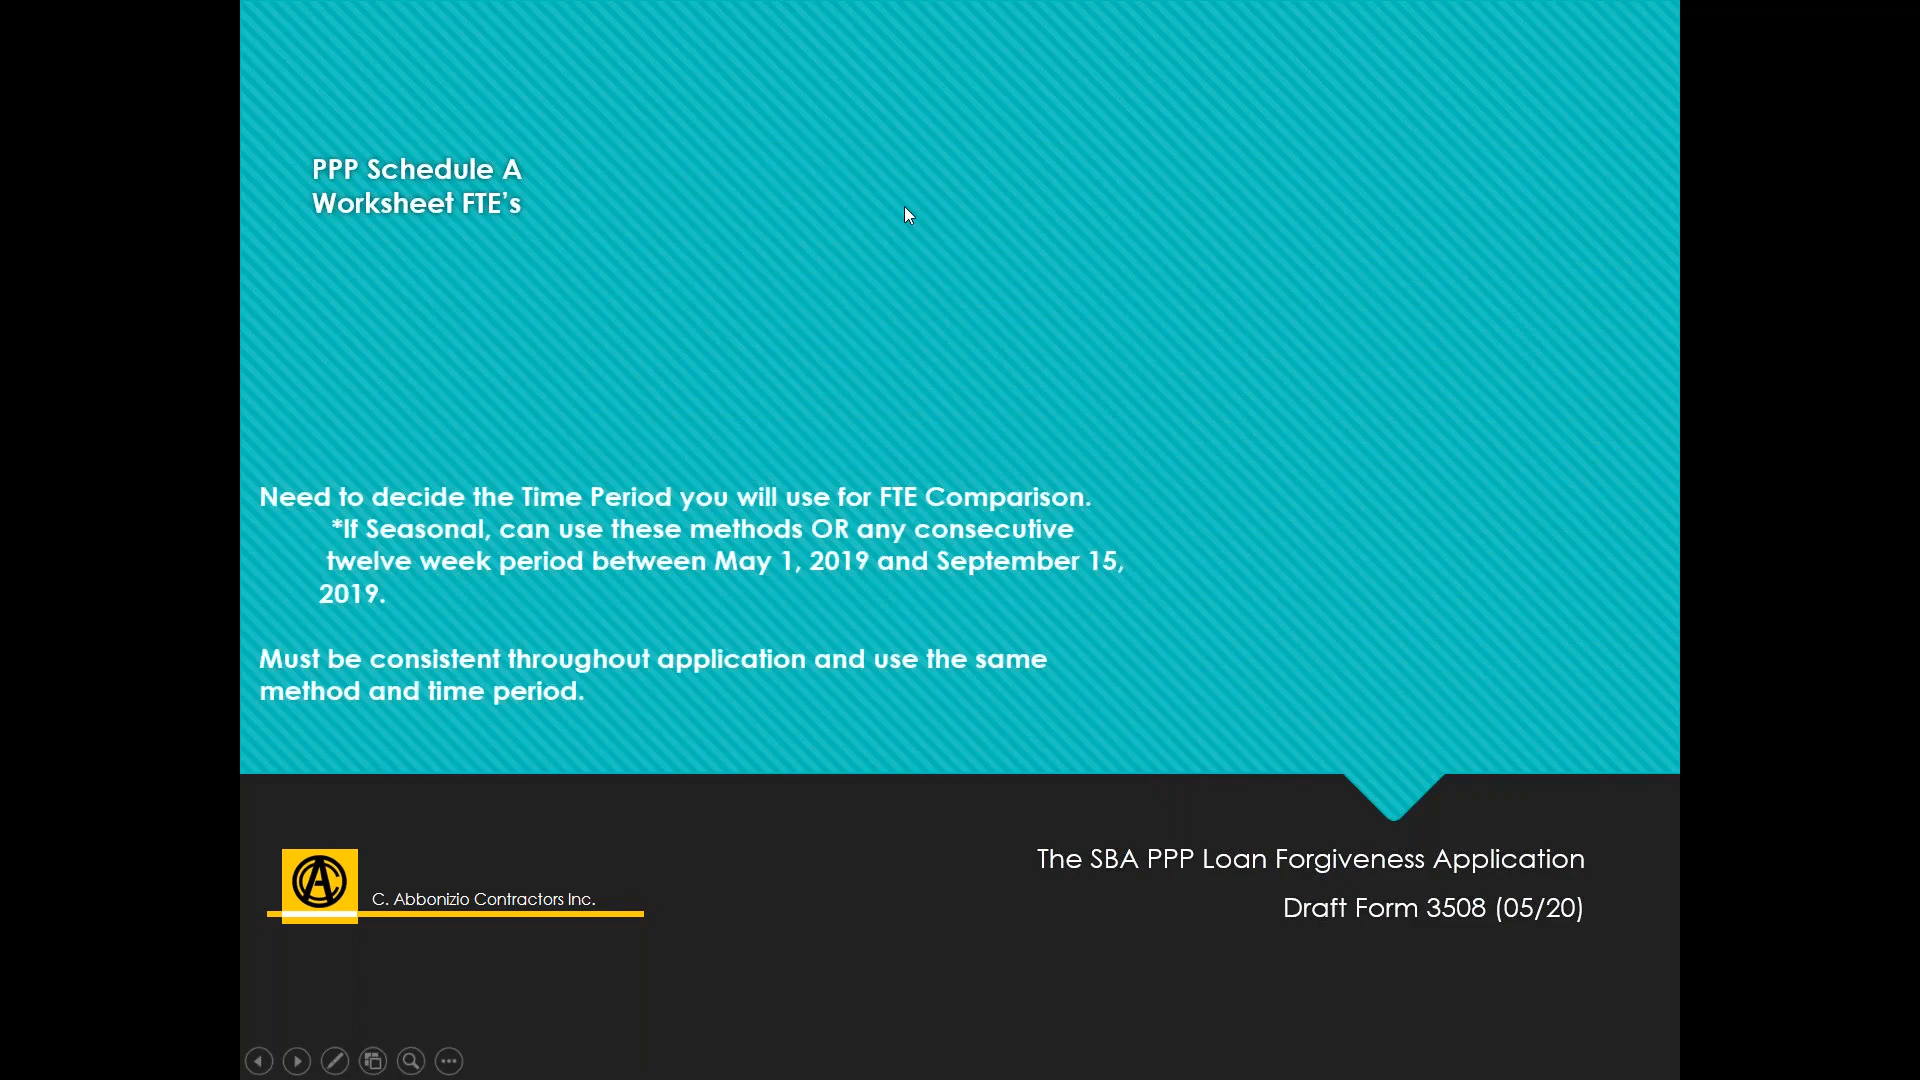 PPP Schedule A
Worksheet FTE's
Need to decide the Time Period you will use for FTE Comparison.
*If Seasonal, can use these methods OR any consecutive
twelve week period between May 1, 2019 and September 15,
2019.
Must be consistent throughout application and use the same
method and time period.
C. Abbonizio Contractors Inc.
The SBA PPP Loan Forgiveness Application
Draft Form 3508 (05/20)